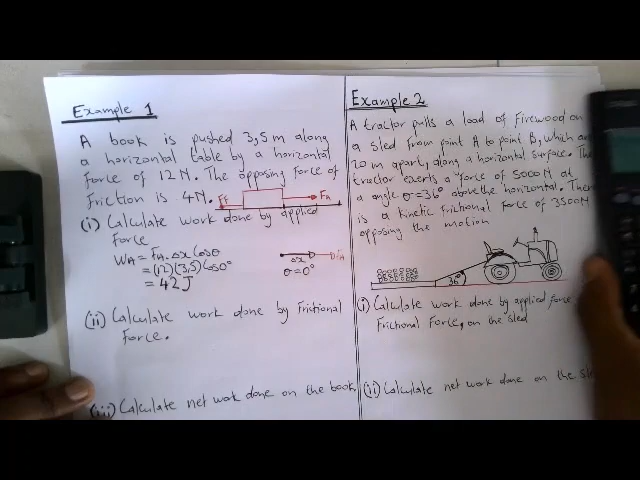 Example 1
A book is pushed 3,5 m along
a horizontal table by a horizontal
force of 12 N. The opposing force of
friction is 4N.
FF
FA
(i) Calculate work done by applied
force
WA = FA . Δx cosθ
= (12)(3,5) Cos0°
= 42 J
Δx
FA
θ = 0°
(ii) Calculate work done by frictional
force.
(iii) Calculate net work done on the book
Example 2
A tractor pulls a load of firewood on
a sled from point A to point B, which are
20 m apart, along a horizontal surface. The
tractor exerts a force of 5000N at
a angle θ=36° above the horizontal. There
is a kinetic frictional force of 3500N
opposing the motion
36°
(i) Calculate work done by applied force
frictional force, on the sled
(ii) Calculate net work done on the